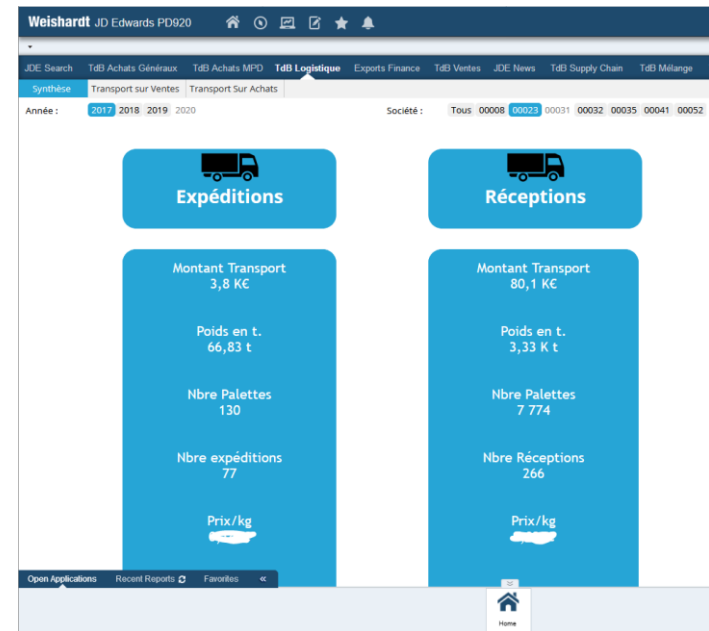 Weishardt JD Edwards PD920
JDE Search TdB Achats Généraux TdB Achats MPD TdB Logistique Exports Finance TdB Ventes JDE News TdB Supply Chain TdB Mélange
Synthèse Transport sur Ventes Transport Sur Achats
Année : 2017 2018 2019 2020 Société : Tous 00008 00023 00031 00032 00035 00041 00052
Expéditions
Montant Transport
3,8 K€
Poids en t.
66,83 t
Nbre Palettes
130
Nbre expéditions
77
Prix/kg
Réceptions
Montant Transport
80,1 K€
Poids en t.
3,33 K t
Nbre Palettes
7 774
Nbre Réceptions
266
Prix/kg
Open Applications Recent Reports Favorites «
Home